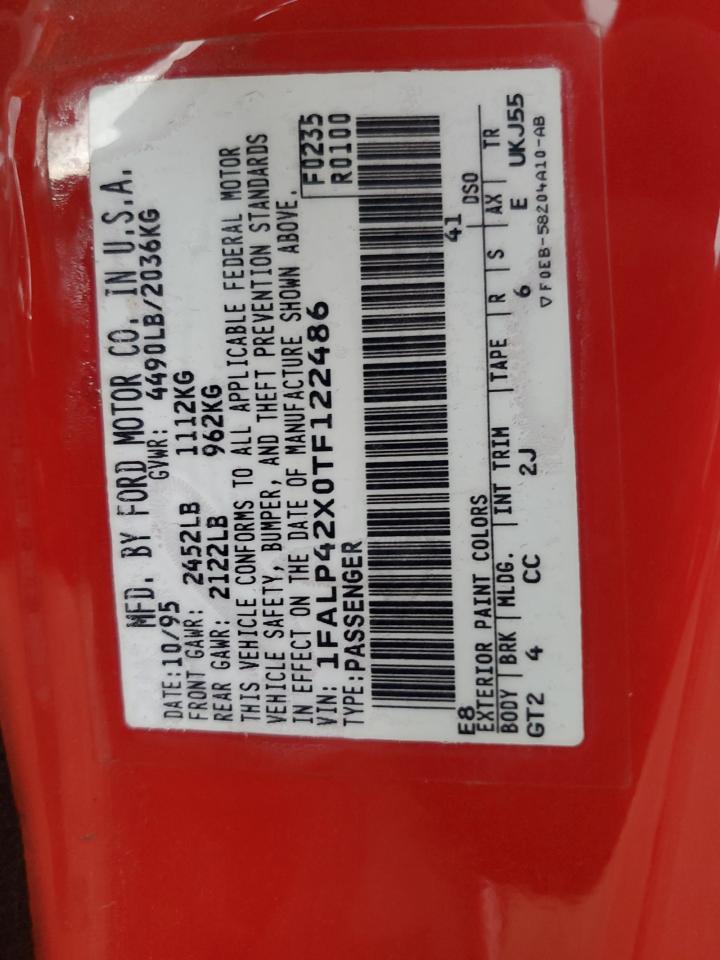 MFD. BY FORD MOTOR CO. IN U.S.A.
DATE:10/95 GVWR: 4490LB/2036KG
FRONT GAWR: 2452LB 1112KG
REAR GAWR: 2122LB 962KG
THIS VEHICLE CONFORMS TO ALL APPLICABLE FEDERAL MOTOR
VEHICLE SAFETY, BUMPER, AND THEFT PREVENTION STANDARDS
IN EFFECT ON THE DATE OF MANUFACTURE SHOWN ABOVE.
VIN: 1FALP42X0TF122486 F0235
TYPE:PASSENGER R0100
E8 41 DSO
EXTERIOR PAINT COLORS
BODY BRK MLDG. INT TRIM TAPE R S AX TR
GT2 4 CC 2J 6 E UKJ55
▽F0EB-58204A10-AB